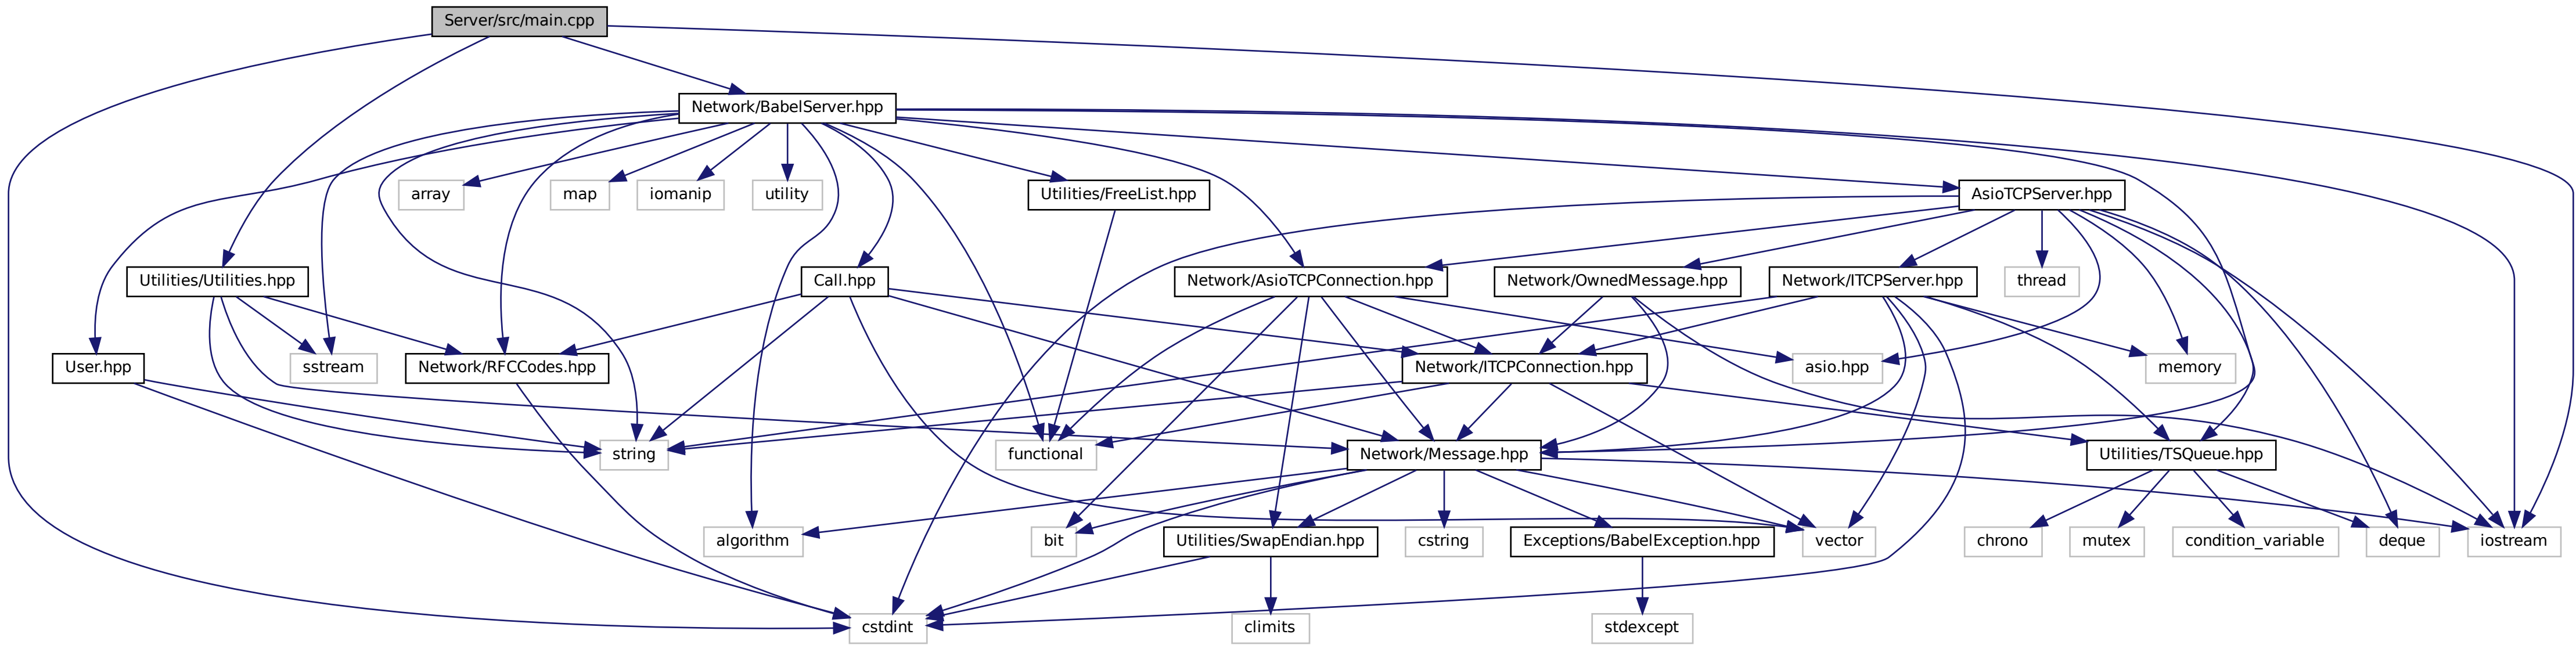 Server/src/main.cpp
Network/BabelServer.hpp
array
map
iomanip
utility
Utilities/FreeList.hpp
AsioTCPServer.hpp
Utilities/Utilities.hpp
Call.hpp
Network/AsioTCPConnection.hpp
Network/OwnedMessage.hpp
Network/ITCPServer.hpp
thread
User.hpp
sstream
Network/RFCCodes.hpp
Network/ITCPConnection.hpp
asio.hpp
memory
string
functional
Network/Message.hpp
Utilities/TSQueue.hpp
algorithm
bit
Utilities/SwapEndian.hpp
cstring
Exceptions/BabelException.hpp
vector
chrono
mutex
condition_variable
deque
iostream
cstdint
climits
stdexcept